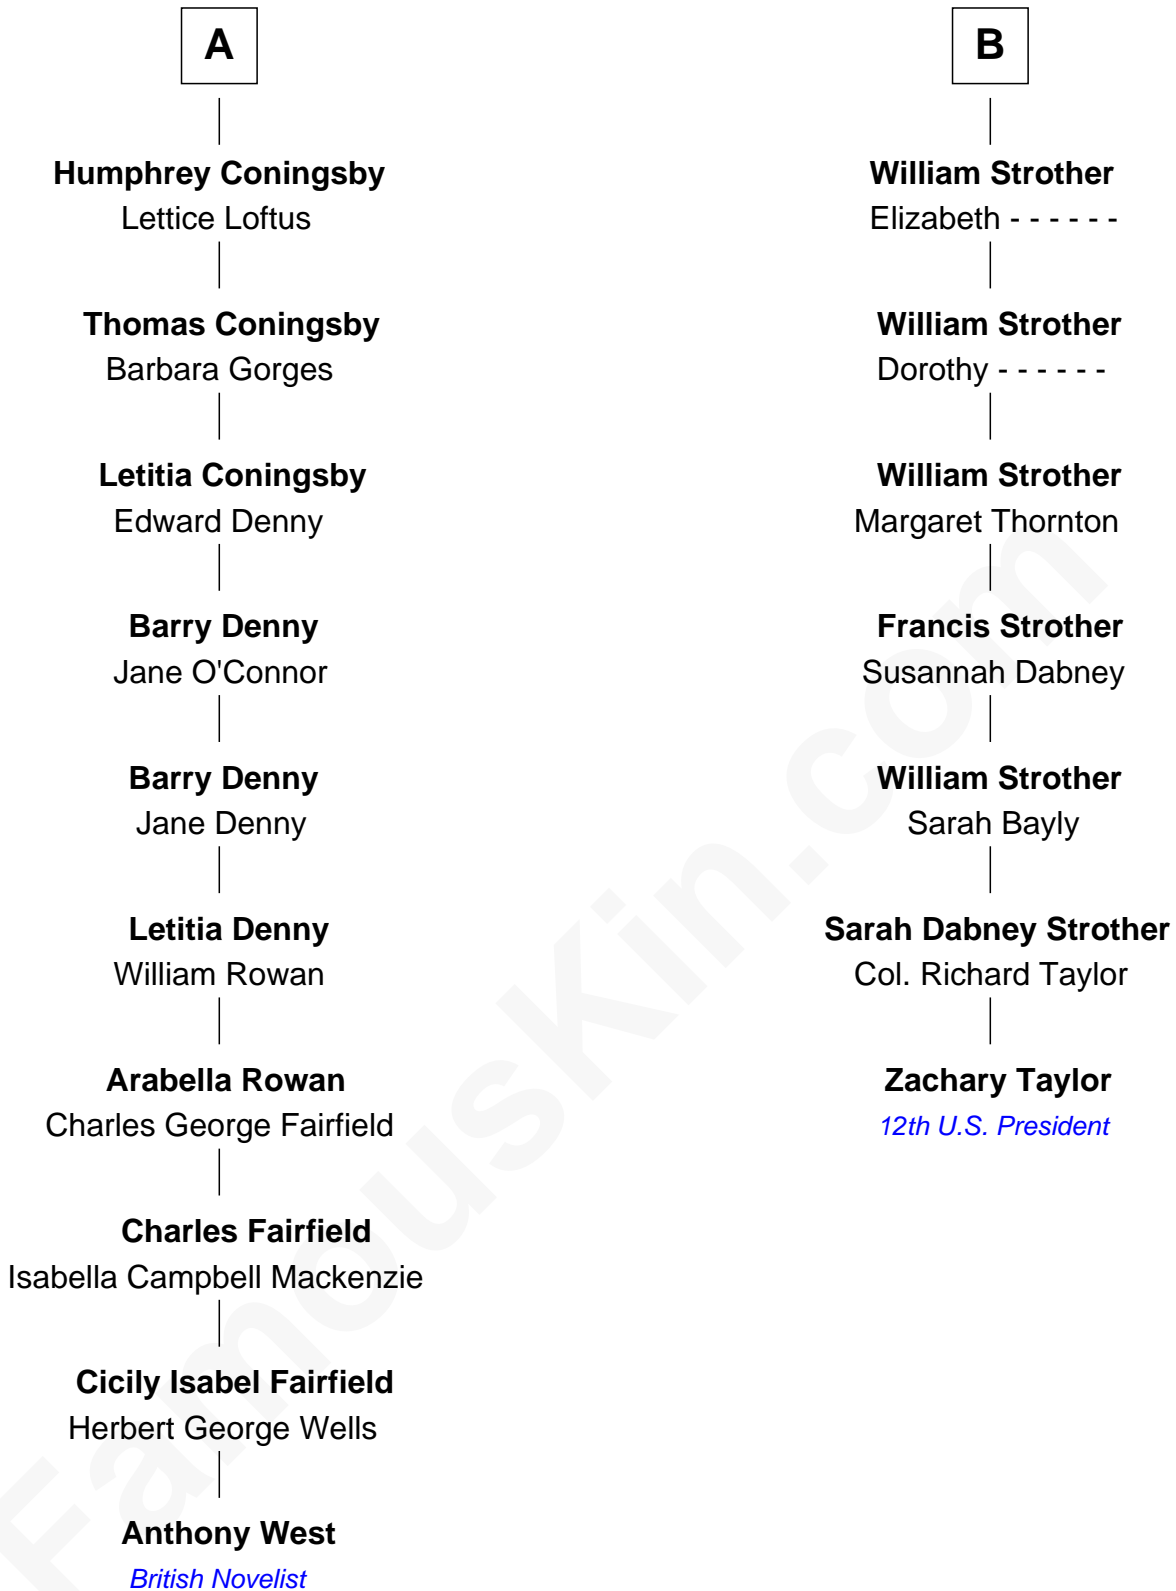 A
Humphrey Coningsby
Lettice Loftus
Thomas Coningsby
Barbara Gorges
Letitia Coningsby
Edward Denny
Barry Denny
Jane O'Connor
Barry Denny
Jane Denny
Letitia Denny
William Rowan
Arabella Rowan
Charles George Fairfield
Charles Fairfield
Isabella Campbell Mackenzie
Cicily Isabel Fairfield
Herbert George Wells
Anthony West
British Novelist
B
William Strother
Elizabeth - - - - - -
William Strother
Dorothy - - - - - -
William Strother
Margaret Thornton
Francis Strother
Susannah Dabney
William Strother
Sarah Bayly
Sarah Dabney Strother
Col. Richard Taylor
Zachary Taylor
12th U.S. President
FamousKin.com